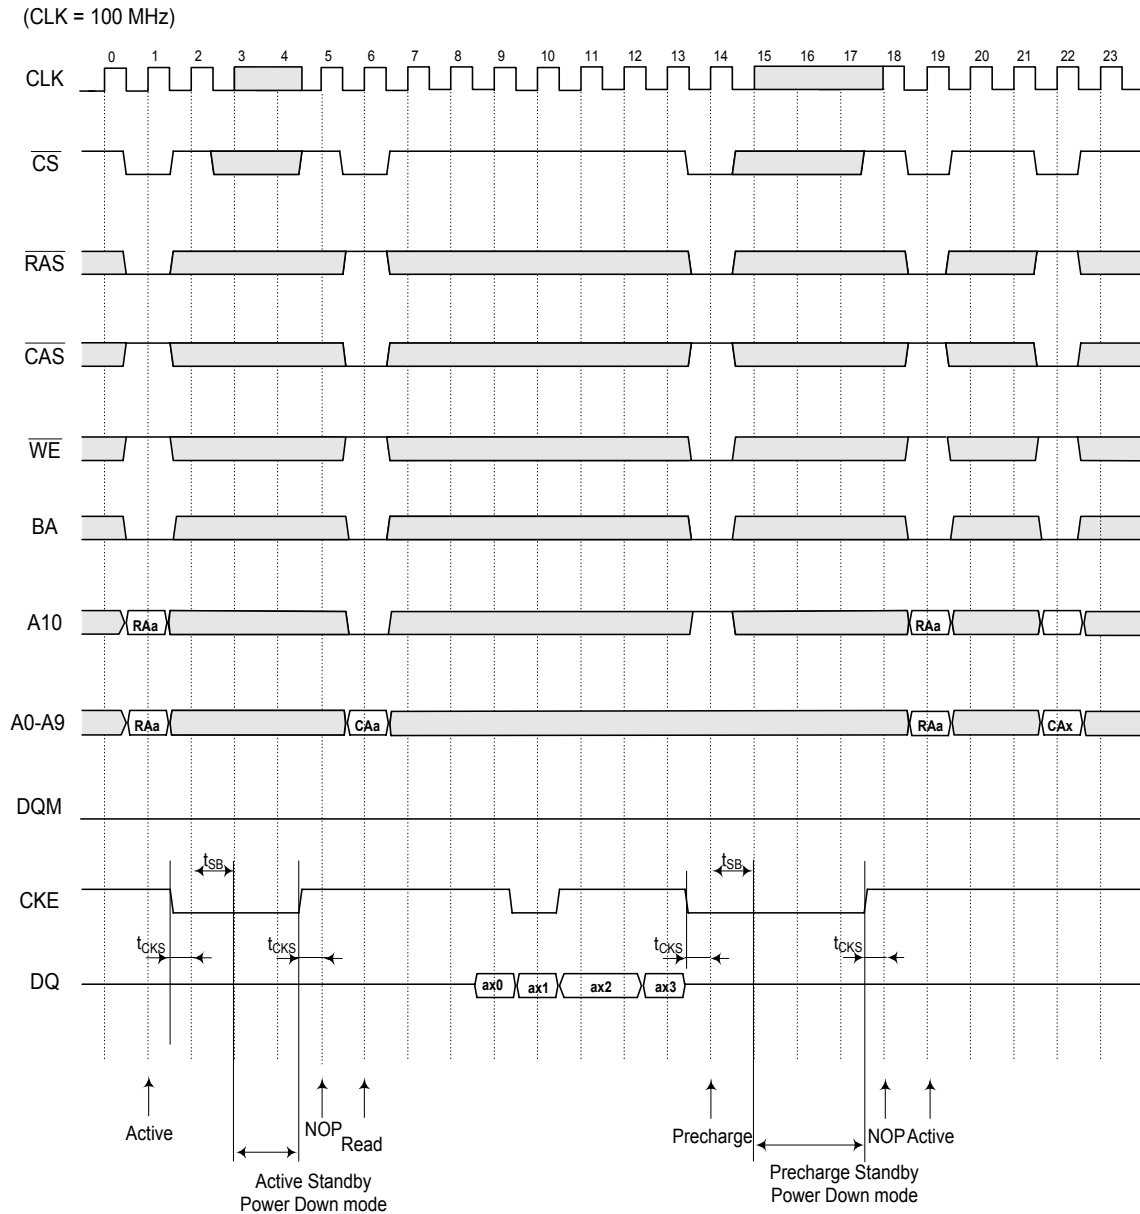 (CLK = 100 MHz)
0 1 2 3 4 5 6 7 8 9 10 11 12 13 14 15 16 17 18 19 20 21 22 23
CLK
CS
RAS
CAS
WE
BA
A10 RAa RAa
A0-A9 RAa CAa RAa CAx
DQM
tSB tSB
CKE
tCKS tCKS tCKS tCKS
DQ ax0 ax1 ax2 ax3
Active NOP Read Precharge NOP Active
Active Standby
Power Down mode
Precharge Standby
Power Down mode